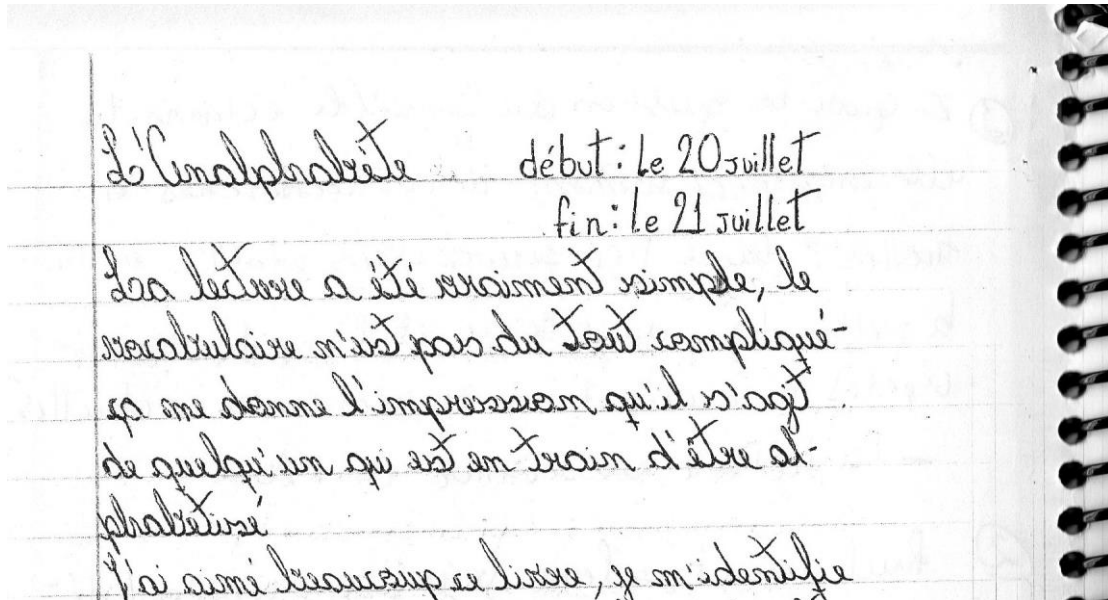 L'Analphabète début : Le 20 juillet
fin : le 21 juillet
La lecture a été vraiment simple, le
vocabulaire n'est pas du tout compliqué-
ça me donne l'impression qu'il s'agit
de quelqu'un qui est en train d'être al-
phabétisé
J'ai aimé beaucoup ce livre, je m'identifie